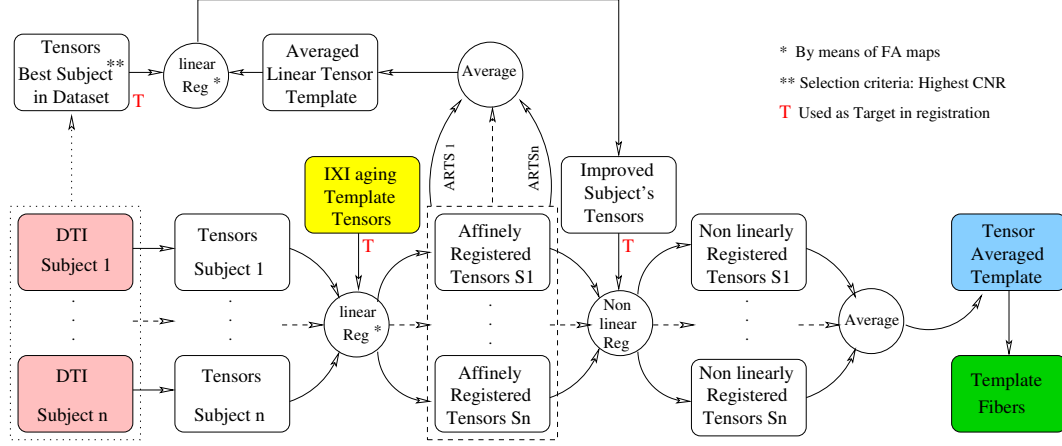 Tensors
Best Subject**
in Dataset
T
linear
Reg *
Averaged
Linear Tensor
Template
Average
* By means of FA maps
** Selection criteria: Highest CNR
T Used as Target in registration
ARTS 1
ARTSn
IXI aging
Template
Tensors
T
Improved
Subject's
Tensors
T
DTI
Subject 1
Tensors
Subject 1
Affinely
Registered
Tensors S1
Non linearly
Registered
Tensors S1
Tensor
Averaged
Template
linear
Reg *
Non
linear
Reg
Average
DTI
Subject n
Tensors
Subject n
Affinely
Registered
Tensors Sn
Non linearly
Registered
Tensors Sn
Template
Fibers